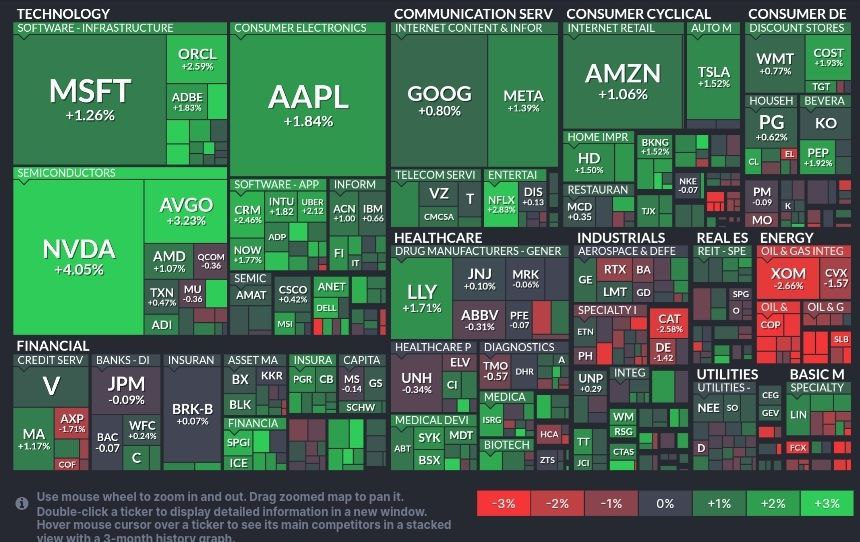 TECHNOLOGY
SOFTWARE - INFRASTRUCTURE
MSFT
+1.26%
ORCL
+2.59%
ADBE
+1.83%
CONSUMER ELECTRONICS
AAPL
+1.84%
SEMICONDUCTORS
NVDA
+4.05%
AVGO
+3.23%
AMD
+1.07%
QCOM
-0.36
TXN
+0.47%
MU
-0.36
ADI
SOFTWARE - APP
CRM
+2.46%
INTU
+1.82
UBER
+2.12
ADP
NOW
+1.77%
INFORM
ACN
+1.00
IBM
+0.66
FI
IT
SEMIC
AMAT
CSCO
+0.42%
MSI
ANET
DELL
COMMUNICATION SERV
INTERNET CONTENT & INFOR
GOOG
+0.80%
META
+1.39%
TELECOM SERVI
VZ
T
CMCSA
ENTERTAI
NFLX
+2.83%
DIS
+0.13
CONSUMER CYCLICAL
INTERNET RETAIL
AMZN
+1.06%
AUTO M
TSLA
+1.52%
HOME IMPR
HD
+1.50%
BKNG
+1.52%
RESTAURAN
MCD
+0.35
TJX
NKE
-0.07
CONSUMER DE
DISCOUNT STORES
WMT
+0.77%
COST
+1.93%
TGT
HOUSEH
PG
+0.62%
BEVERA
KO
CL
EL
PEP
+1.92%
PM
-0.09
K
MO
HEALTHCARE
DRUG MANUFACTURERS - GENER
LLY
+1.71%
JNJ
+0.10%
MRK
-0.06%
ABBV
-0.31%
PFE
-0.07
HEALTHCARE P
UNH
-0.34%
ELV
CI
DIAGNOSTICS
TMO
-0.57
DHR
A
MEDICAL DEVI
ABT
SYK
MDT
BSX
MEDICA
ISRG
HCA
BIOTECH
ZTS
INDUSTRIALS
AEROSPACE & DEFE
GE
RTX
BA
LMT
GD
SPECIALTY I
ETN
PH
CAT
-2.58%
DE
-1.42
UNP
+0.29
INTEG
WM
RSG
TT
CTAS
JCI
REAL ES
REIT - SPE
SPG
O
ENERGY
OIL & GAS INTEG
XOM
-2.66%
CVX
-1.57
OIL &
COP
OIL & G
SLB
FINANCIAL
CREDIT SERV
V
MA
+1.17%
AXP
-1.71%
COF
BANKS - DI
JPM
-0.09%
BAC
-0.07
WFC
+0.24%
C
INSURAN
BRK-B
+0.07%
ASSET MA
BX
KKR
BLK
INSURA
PGR
CB
CAPITA
MS
-0.14
GS
SCHW
FINANCIA
SPGI
ICE
UTILITIES
UTILITIES -
NEE
SO
D
CEG
GEV
BASIC M
SPECIALTY
LIN
FCX
Use mouse wheel to zoom in and out. Drag zoomed map to pan it.
Double-click a ticker to display detailed information in a new window.
Hover mouse cursor over a ticker to see its main competitors in a stacked
view with a 3-month history graph.
-3%
-2%
-1%
0%
+1%
+2%
+3%